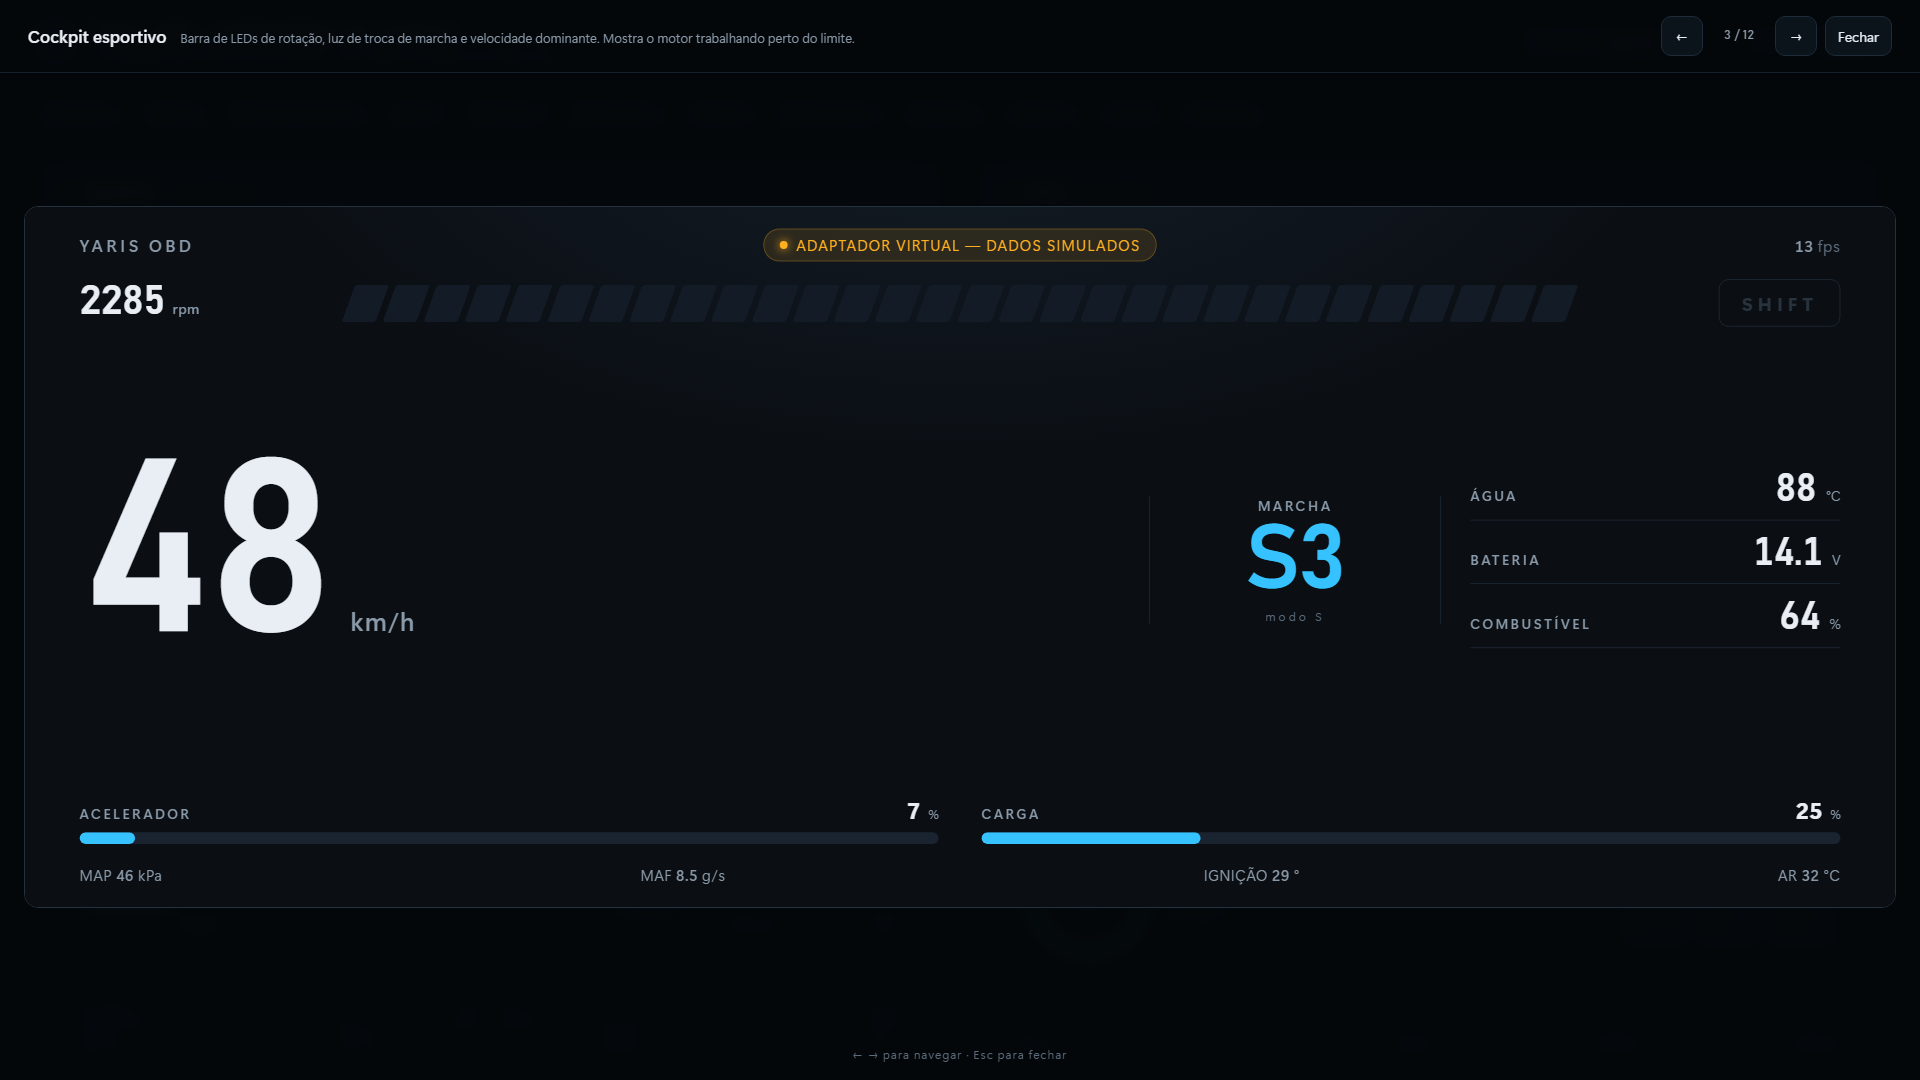 Cockpit esportivo Barra de LEDs de rotação, luz de troca de marcha e velocidade dominante. Mostra o motor trabalhando perto do limite. ← 3 / 12 → Fechar
YARIS OBD ADAPTADOR VIRTUAL — DADOS SIMULADOS 13 fps
2285 rpm SHIFT
48 km/h
MARCHA
S3
modo S
ÁGUA 88 °C
BATERIA 14.1 V
COMBUSTÍVEL 64 %
ACELERADOR 7 % CARGA 25 %
MAP 46 kPa MAF 8.5 g/s IGNIÇÃO 29 ° AR 32 °C
← → para navegar · Esc para fechar